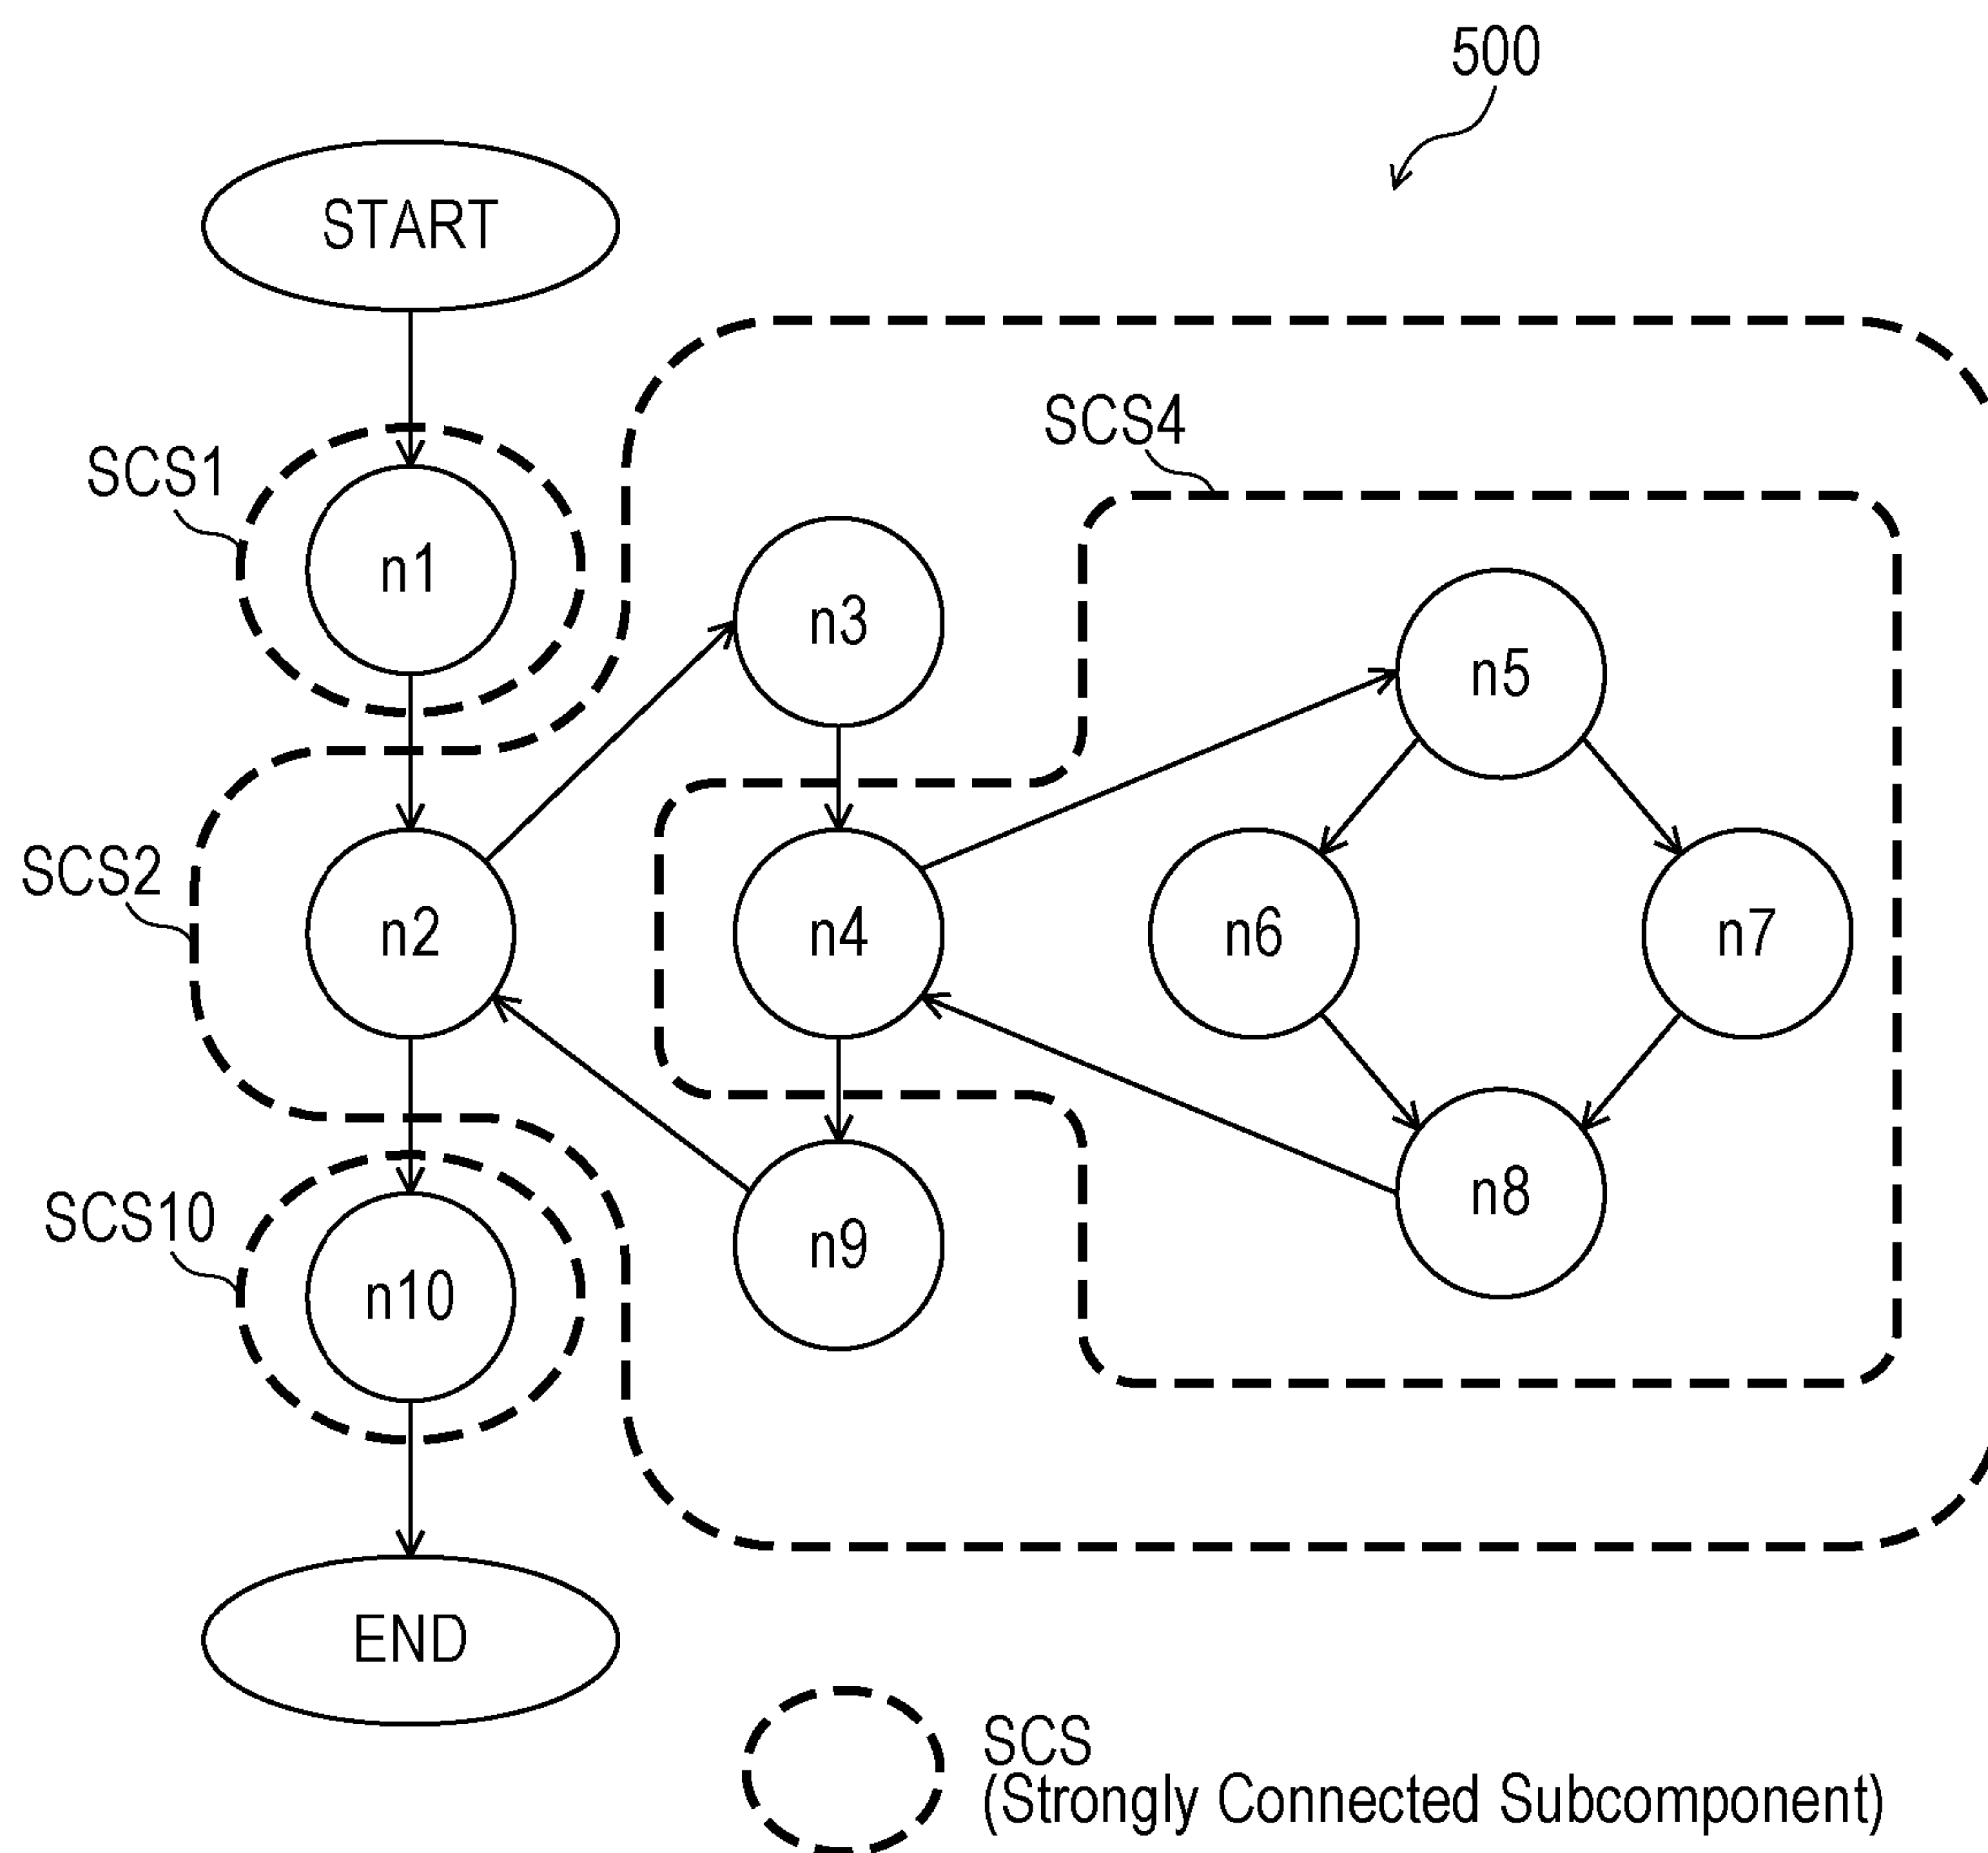 500
START
SCS4
SCS1
n1
n3
n5
SCS2
n2
n4
n6
n7
SCS10
n8
n9
n10
END
SCS
(Strongly Connected Subcomponent)